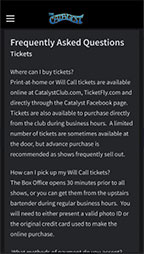 CATALYST
Frequently Asked Questions
Tickets
Where can I buy tickets?
Print-at-home or Will Call tickets are available
online at CatalystClub.com, TicketFly.com and
directly through the Catalyst Facebook page.
Tickets are also available to purchase directly
from the club during business hours. A limited
number of tickets are sometimes available at
the door, but advance purchase is
recommended as shows frequently sell out.
How can I pick up my Will Call tickets?
The Box Office opens 30 minutes prior to all
shows, or you can get them from the upstairs
bartender during regular business hours. You
will need to either present a valid photo ID or
the original credit card used to make the
online purchase.
What methods of payment do you accept?